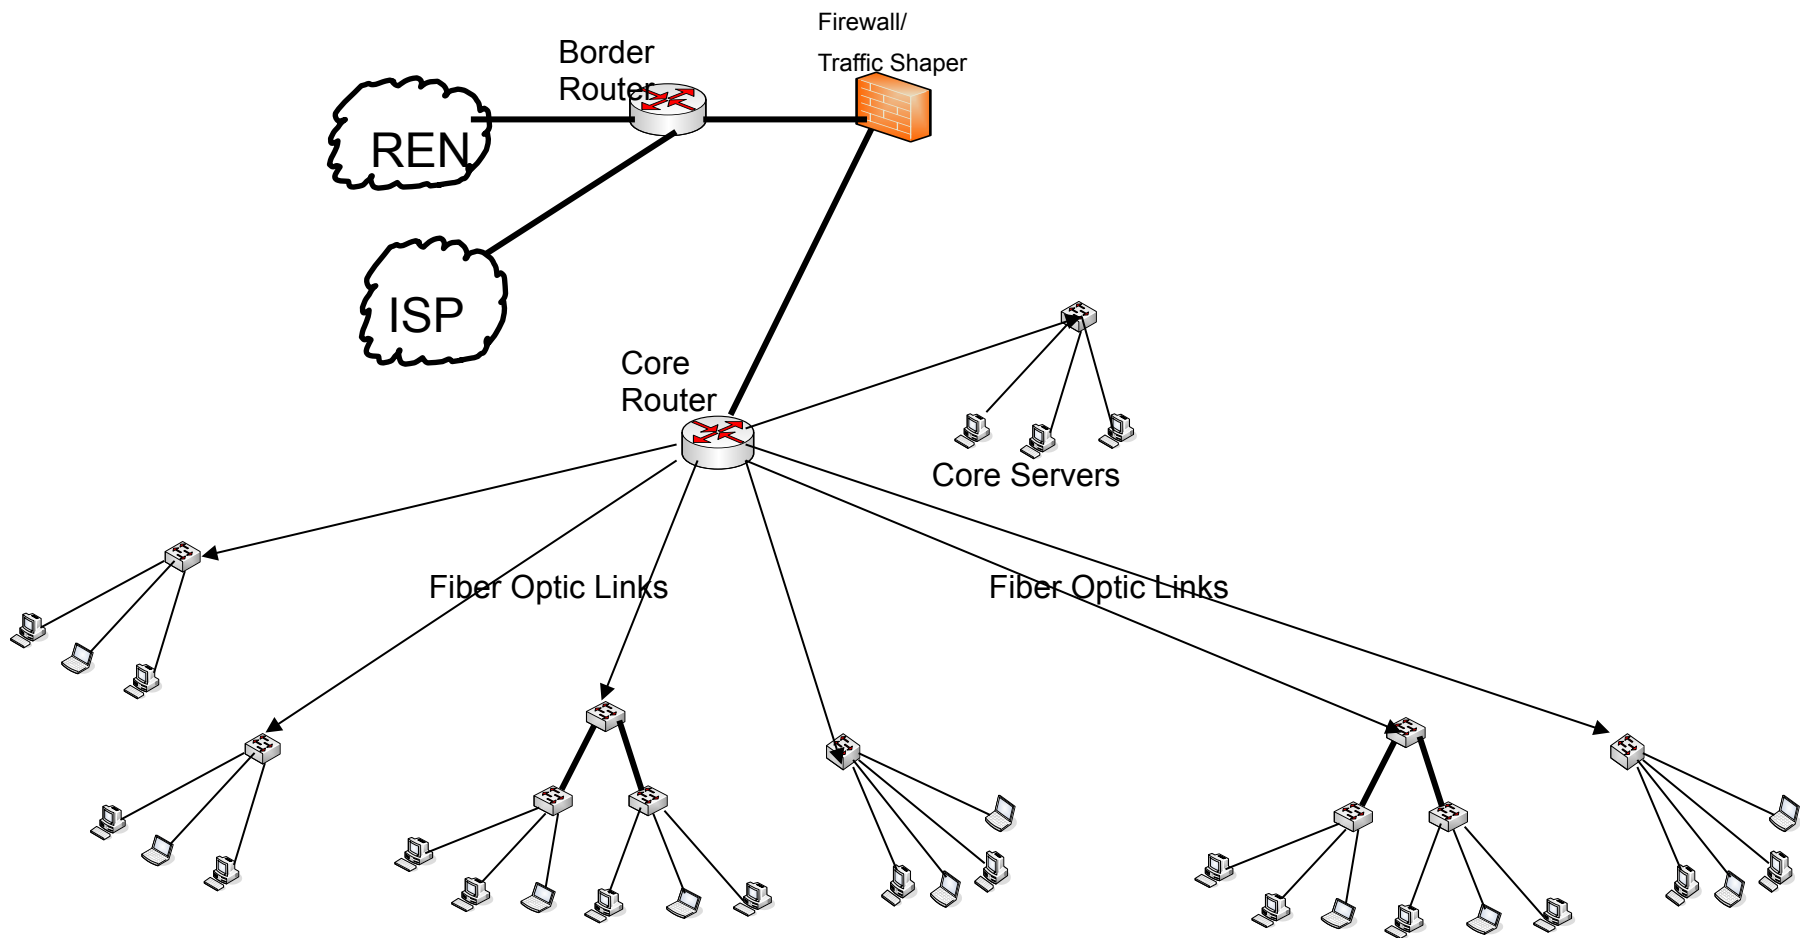 Firewall/
Traffic Shaper
Border
Router
REN
ISP
Core
Router
Core Servers
Fiber Optic Links
Fiber Optic Links